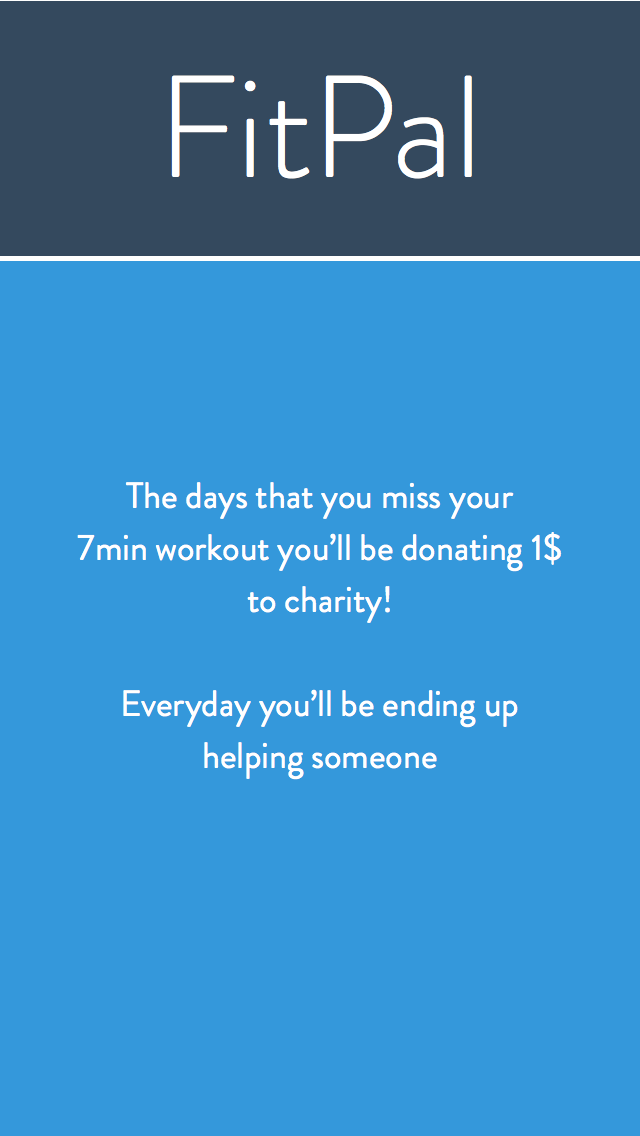 FitPal
The days that you miss your
7min workout you’ll be donating 1$
to charity!
Everyday you’ll be ending up
helping someone